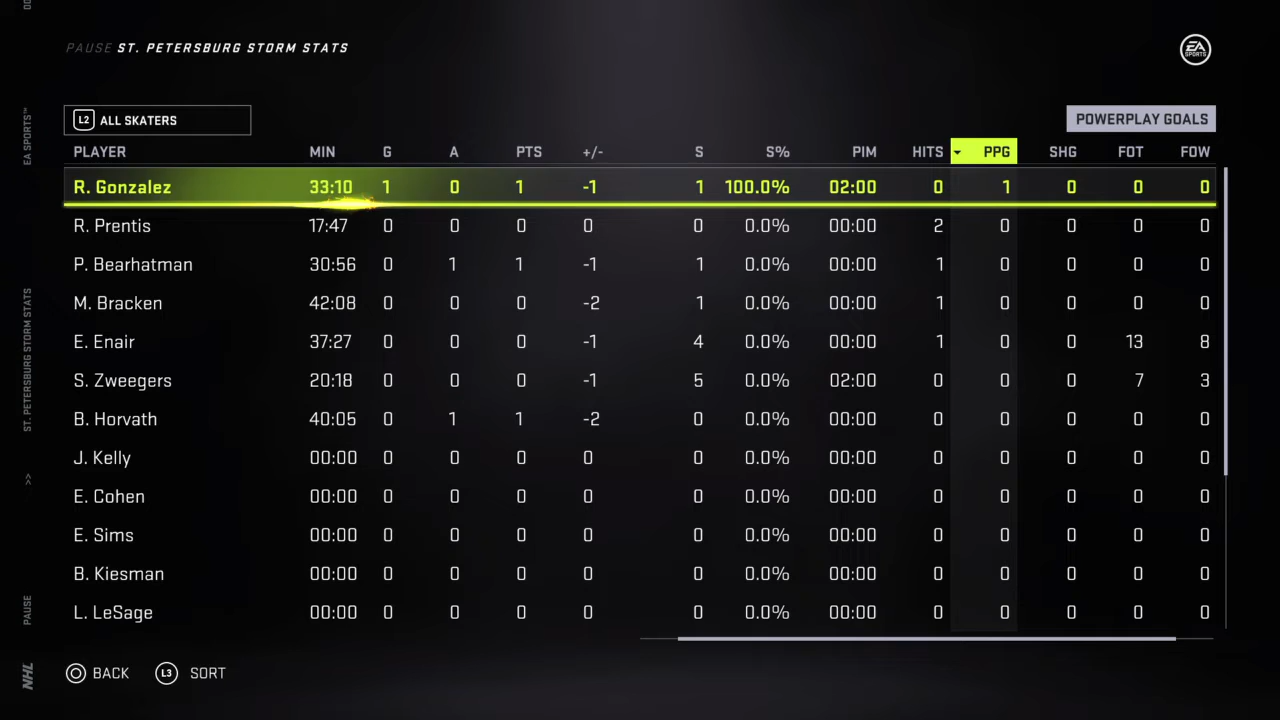 PAUSE ST. PETERSBURG STORM STATS
EA SPORTS
L2 ALL SKATERS
POWERPLAY GOALS
PLAYER MIN G A PTS +/- S S% PIM HITS PPG SHG FOT FOW
R. Gonzalez 33:10 1 0 1 -1 1 100.0% 02:00 0 1 0 0 0
R. Prentis 17:47 0 0 0 0 0 0.0% 00:00 2 0 0 0 0
P. Bearhatman 30:56 0 1 1 -1 1 0.0% 00:00 1 0 0 0 0
M. Bracken 42:08 0 0 0 -2 1 0.0% 00:00 1 0 0 0 0
E. Enair 37:27 0 0 0 -1 4 0.0% 00:00 1 0 0 13 8
S. Zweegers 20:18 0 0 0 -1 5 0.0% 02:00 0 0 0 7 3
B. Horvath 40:05 0 1 1 -2 0 0.0% 00:00 0 0 0 0 0
J. Kelly 00:00 0 0 0 0 0 0.0% 00:00 0 0 0 0 0
E. Cohen 00:00 0 0 0 0 0 0.0% 00:00 0 0 0 0 0
E. Sims 00:00 0 0 0 0 0 0.0% 00:00 0 0 0 0 0
B. Kiesman 00:00 0 0 0 0 0 0.0% 00:00 0 0 0 0 0
L. LeSage 00:00 0 0 0 0 0 0.0% 00:00 0 0 0 0 0
BACK L3 SORT
NHL PAUSE >> ST. PETERSBURG STORM STATS EA SPORTS™